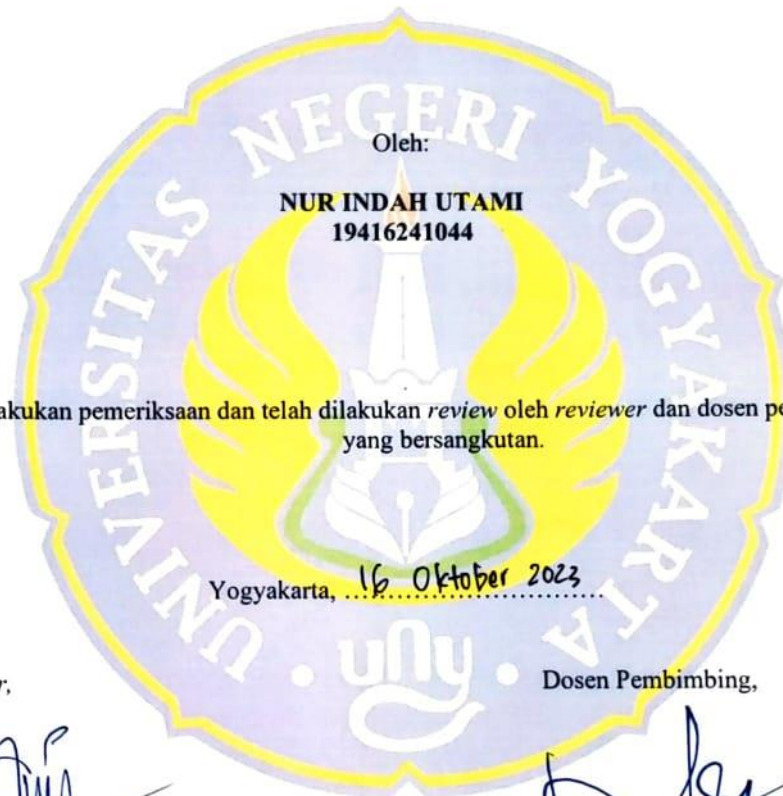 UNIVERSITAS NEGERI YOGYAKARTA
Oleh:
NUR INDAH UTAMI
19416241044
akukan pemeriksaan dan telah dilakukan review oleh reviewer dan dosen pe
yang bersangkutan.
Yogyakarta, ...16 Oktober 2023...
uny
r,
Dosen Pembimbing,